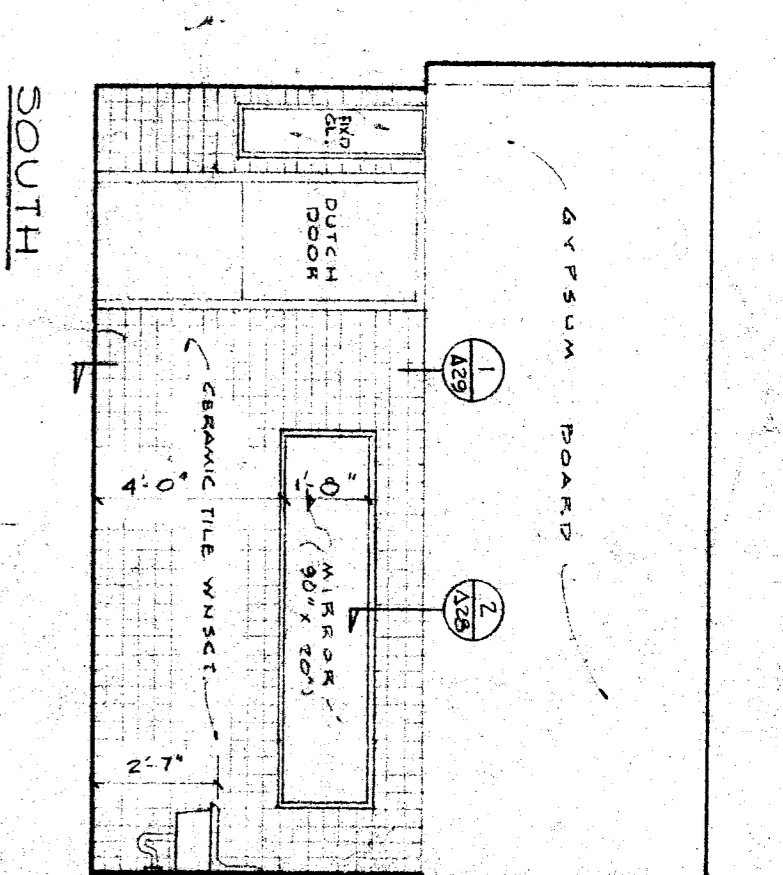 SOUTH
FIX'D
GL.
DUTCH
DOOR
GYPSUM BOARD
1
A29
CERAMIC TILE WNSCT.
4'-0"
1'-8"
MIRROR
(90" x 20")
2
A28
2'-7"